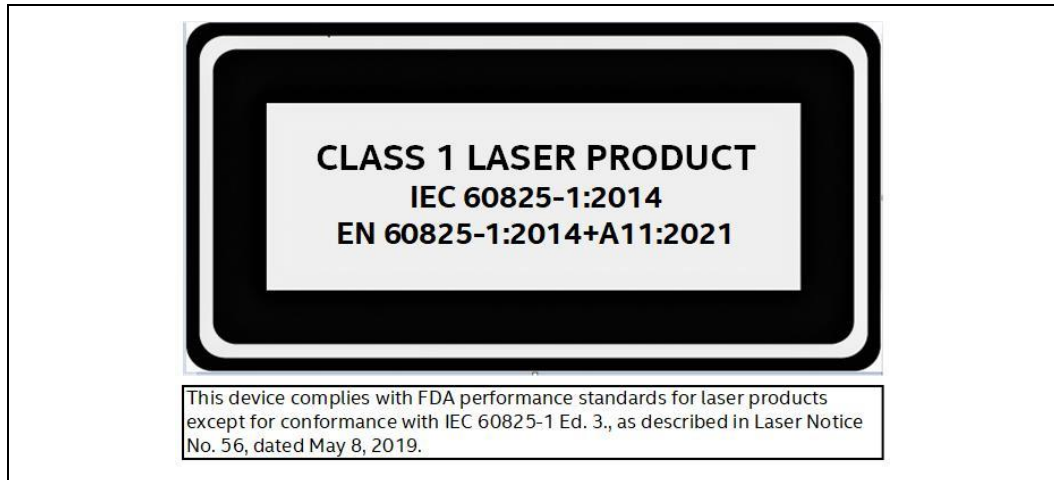 CLASS 1 LASER PRODUCT
IEC 60825-1:2014
EN 60825-1:2014+A11:2021
This device complies with FDA performance standards for laser products
except for conformance with IEC 60825-1 Ed. 3., as described in Laser Notice
No. 56, dated May 8, 2019.